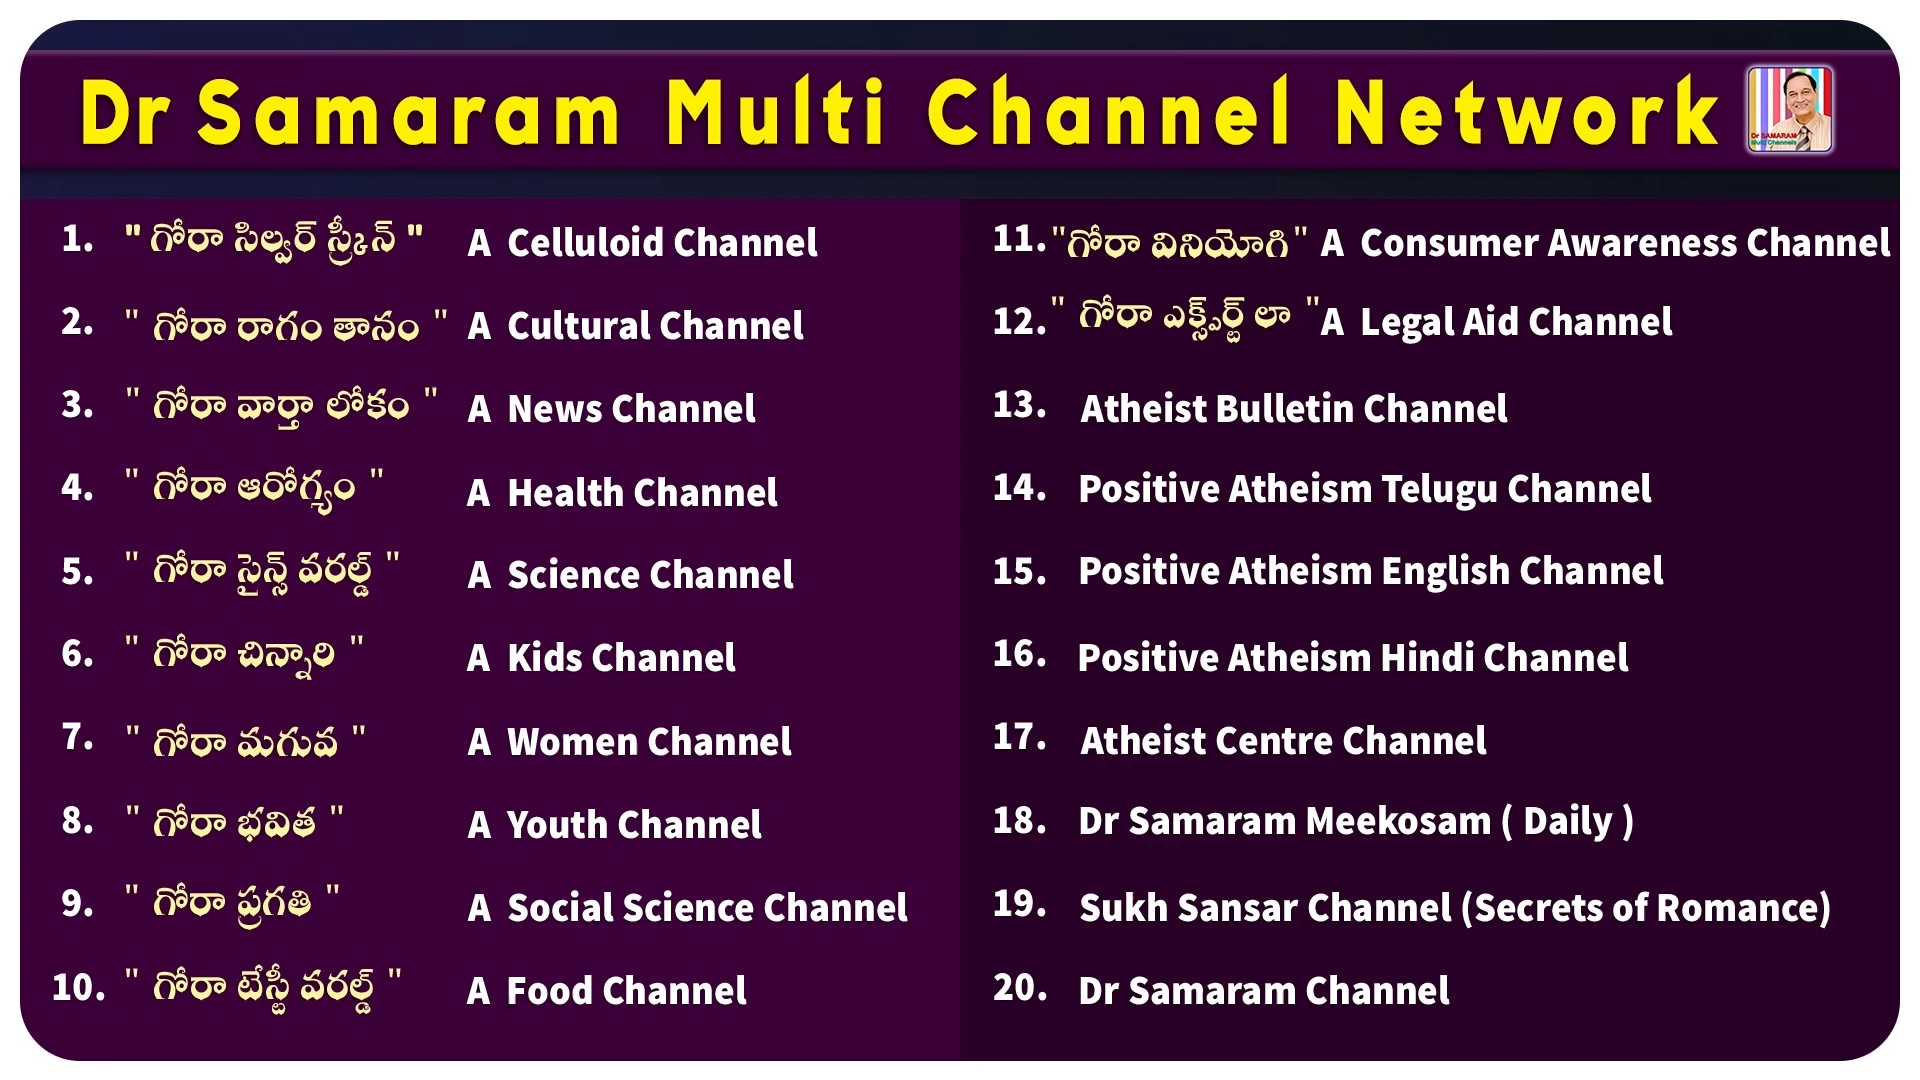 Dr Samaram Multi Channel Network
Dr SAMARAM
Multi Channels
1. " గోరా సిల్వర్ స్క్రీన్ " A Celluloid Channel
2. " గోరా రాగం తానం " A Cultural Channel
3. " గోరా వార్తా లోకం " A News Channel
4. " గోరా ఆరోగ్యం " A Health Channel
5. " గోరా సైన్స్ వరల్డ్ " A Science Channel
6. " గోరా చిన్నారి " A Kids Channel
7. " గోరా మగువ " A Women Channel
8. " గోరా భవిత " A Youth Channel
9. " గోరా ప్రగతి " A Social Science Channel
10. " గోరా టేస్టీ వరల్డ్ " A Food Channel
11. "గోరా వినియోగి" A Consumer Awareness Channel
12. " గోరా ఎక్స్పర్ట్ లా " A Legal Aid Channel
13. Atheist Bulletin Channel
14. Positive Atheism Telugu Channel
15. Positive Atheism English Channel
16. Positive Atheism Hindi Channel
17. Atheist Centre Channel
18. Dr Samaram Meekosam ( Daily )
19. Sukh Sansar Channel (Secrets of Romance)
20. Dr Samaram Channel